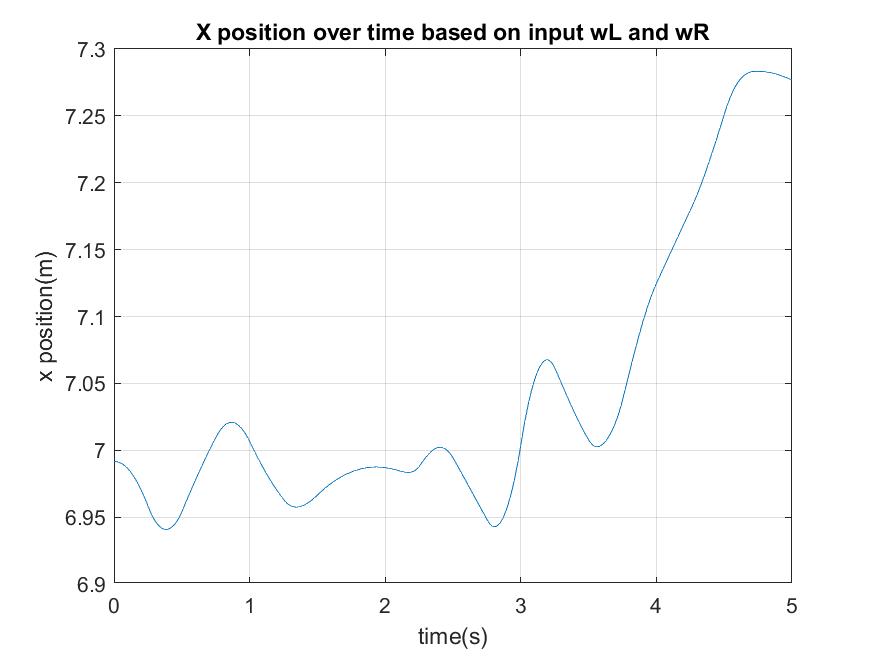 X position over time based on input wL and wR
7.3
7.25
7.2
7.15
7.1
7.05
7
6.95
6.9
x position(m)
0 1 2 3 4 5
time(s)